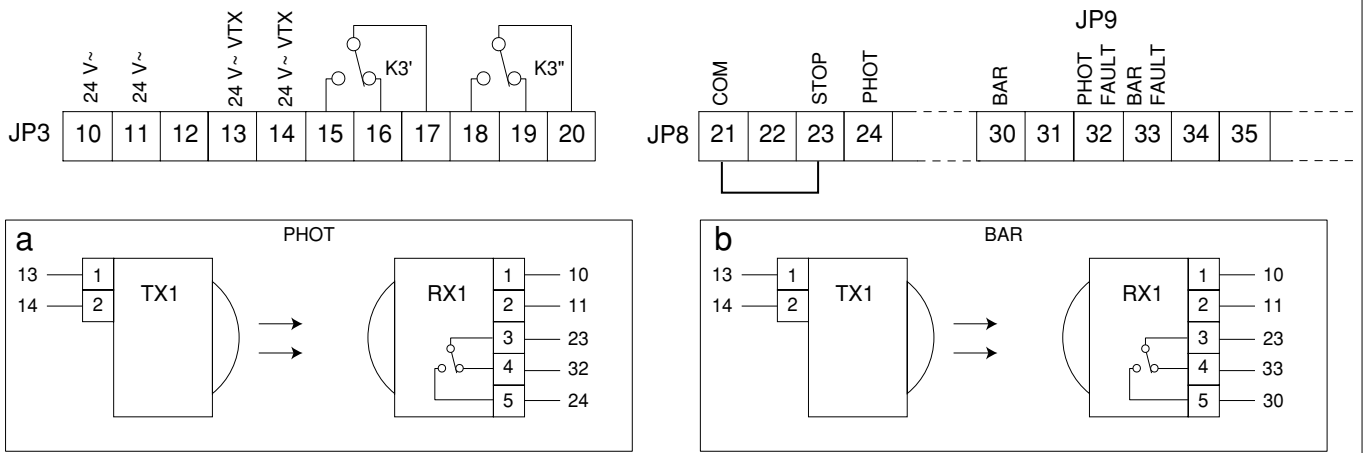 JP9
24 V~ 24 V~ 24 V~ VTX 24 V~ VTX K3' K3" COM STOP PHOT BAR PHOT FAULT BAR FAULT
JP3 10 11 12 13 14 15 16 17 18 19 20 JP8 21 22 23 24 30 31 32 33 34 35
a PHOT
13 1 TX1 RX1 1 10
14 2 2 11
3 23
4 32
5 24
b BAR
13 1 TX1 RX1 1 10
14 2 2 11
3 23
4 33
5 30